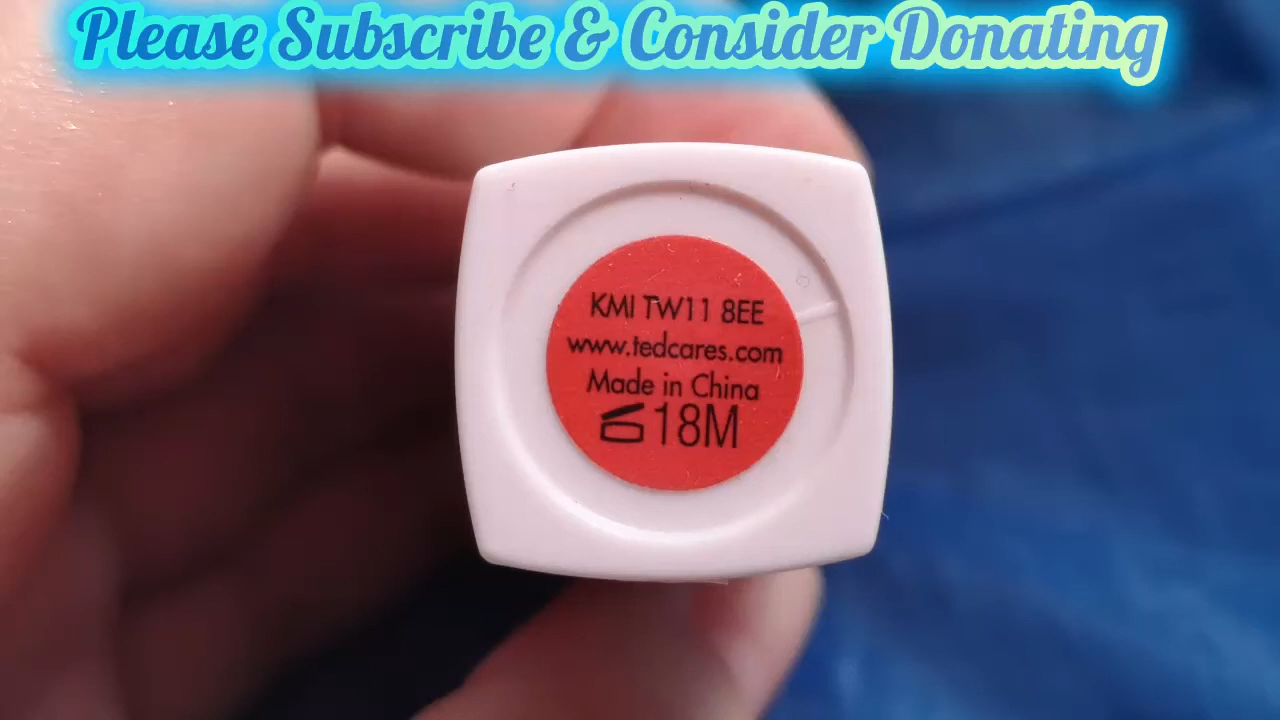 Please Subscribe & Consider Donating
KMI TW11 8EE
www.tedcares.com
Made in China
18M